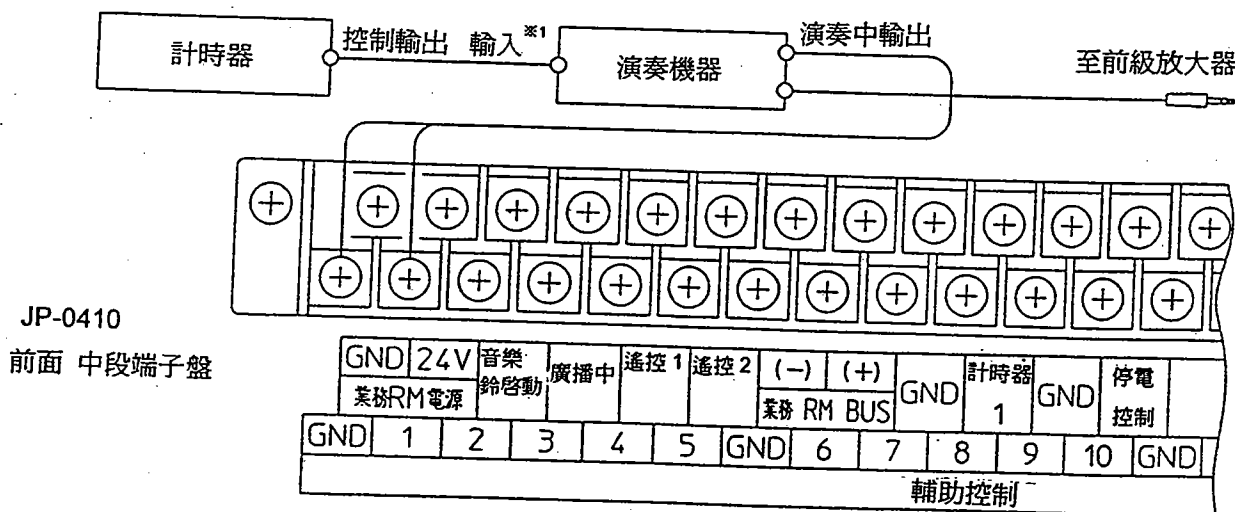 計時器
控制輸出 輸入※1
演奏機器
演奏中輸出
至前級放大器
JP-0410
前面 中段端子盤
GND 24V 音樂鈴啓動 廣播中 遙控1 遙控2 (-) (+) GND 計時器1 GND 停電控制
業務RM電源 業務 RM BUS
GND 1 2 3 4 5 GND 6 7 8 9 10 GND
輔助控制